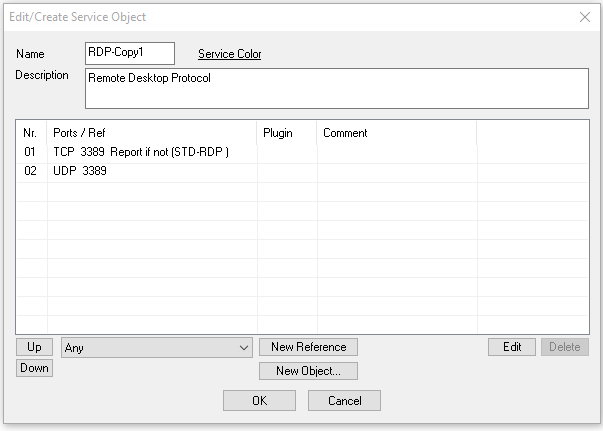 Edit/Create Service Object
Name RDP-Copy1 Service Color
Description Remote Desktop Protocol
Nr. Ports / Ref Plugin Comment
01 TCP 3389 Report if not (STD-RDP )
02 UDP 3389
Up Any New Reference Edit Delete
Down New Object...
OK Cancel